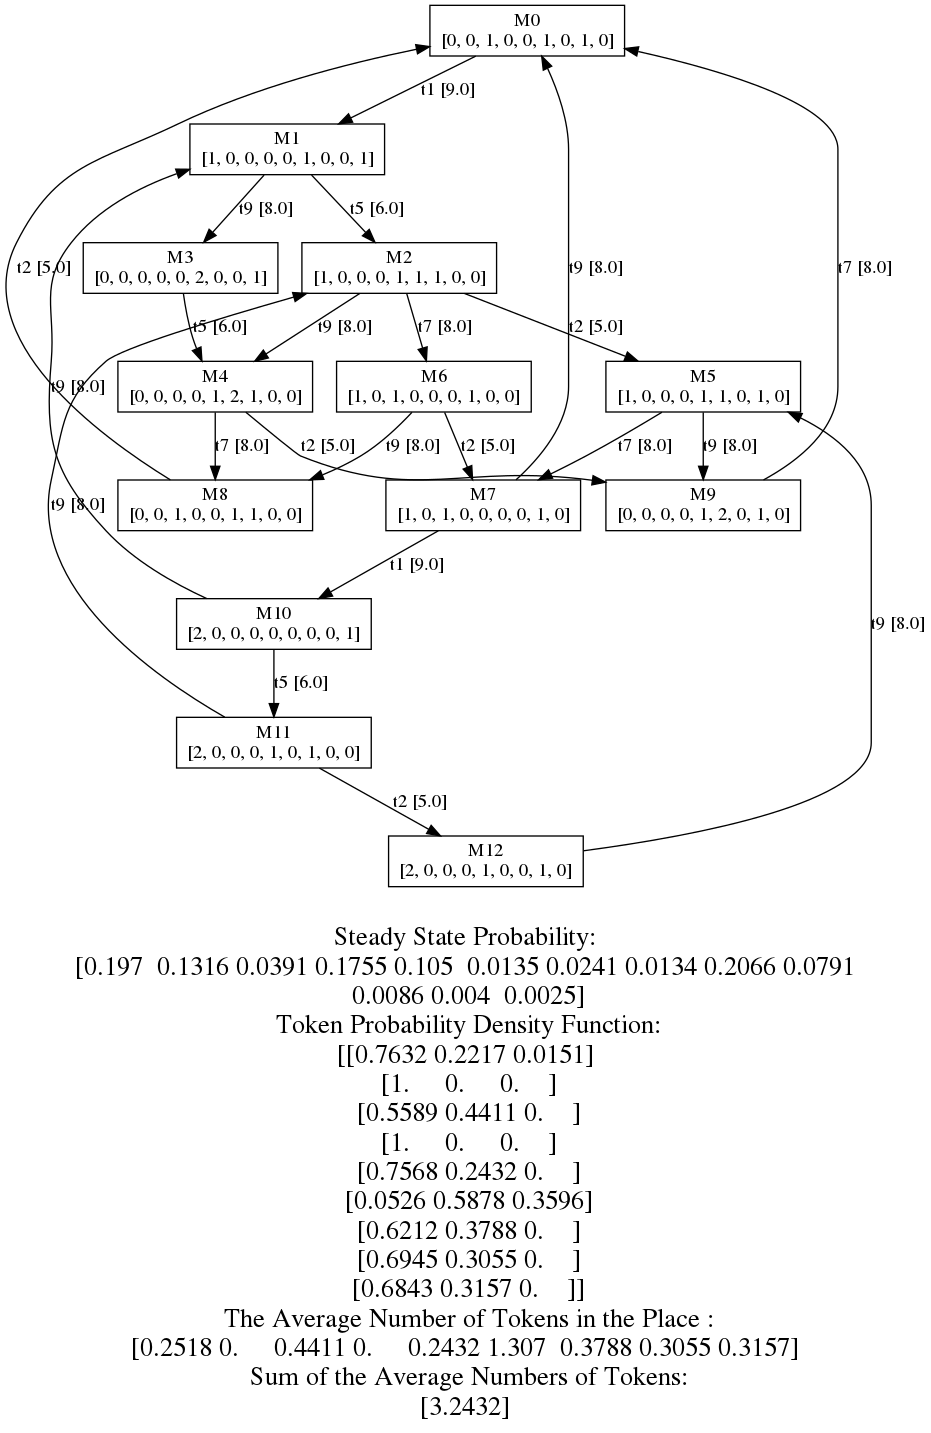 M0
[0, 0, 1, 0, 0, 1, 0, 1, 0]
t1 [9.0]
M1
[1, 0, 0, 0, 0, 1, 0, 0, 1]
t9 [8.0]
t5 [6.0]
M3
[0, 0, 0, 0, 0, 2, 0, 0, 1]
M2
[1, 0, 0, 0, 1, 1, 1, 0, 0]
t2 [5.0]
t9 [8.0]
t7 [8.0]
t5 [6.0]
t9 [8.0]
t7 [8.0]
t2 [5.0]
M4
[0, 0, 0, 0, 1, 2, 1, 0, 0]
M6
[1, 0, 1, 0, 0, 0, 1, 0, 0]
M5
[1, 0, 0, 0, 1, 1, 0, 1, 0]
t9 [8.0]
t7 [8.0]
t2 [5.0]
t9 [8.0]
t2 [5.0]
t7 [8.0]
t9 [8.0]
M8
[0, 0, 1, 0, 0, 1, 1, 0, 0]
M7
[1, 0, 1, 0, 0, 0, 0, 1, 0]
M9
[0, 0, 0, 0, 1, 2, 0, 1, 0]
t9 [8.0]
t1 [9.0]
M10
[2, 0, 0, 0, 0, 0, 0, 0, 1]
t9 [8.0]
t5 [6.0]
M11
[2, 0, 0, 0, 1, 0, 1, 0, 0]
t2 [5.0]
M12
[2, 0, 0, 0, 1, 0, 0, 1, 0]
Steady State Probability:
[0.197 0.1316 0.0391 0.1755 0.105 0.0135 0.0241 0.0134 0.2066 0.0791
0.0086 0.004 0.0025]
Token Probability Density Function:
[[0.7632 0.2217 0.0151]
[1. 0. 0. ]
[0.5589 0.4411 0. ]
[1. 0. 0. ]
[0.7568 0.2432 0. ]
[0.0526 0.5878 0.3596]
[0.6212 0.3788 0. ]
[0.6945 0.3055 0. ]
[0.6843 0.3157 0. ]]
The Average Number of Tokens in the Place :
[0.2518 0. 0.4411 0. 0.2432 1.307 0.3788 0.3055 0.3157]
Sum of the Average Numbers of Tokens:
[3.2432]